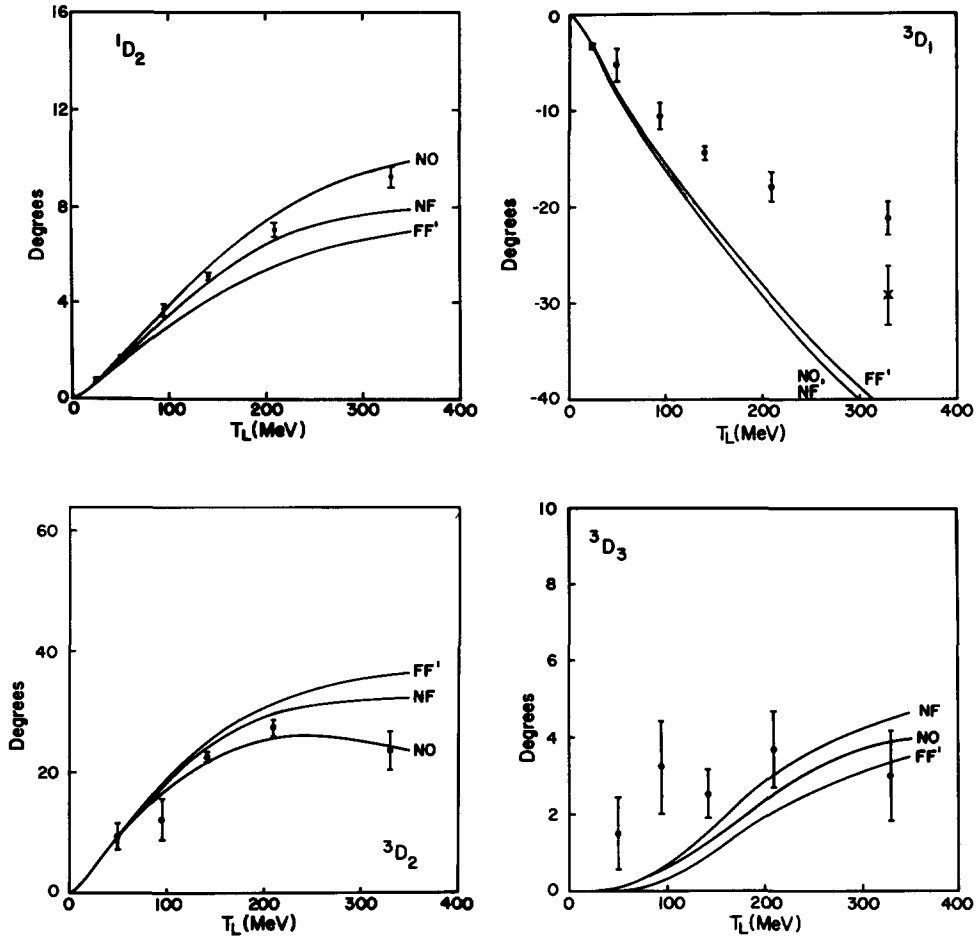 16
12
8
4
0
Degrees
¹D₂
NO
NF
FF'
0
100
200
300
400
T_L(MeV)
0
-10
-20
-30
-40
Degrees
³D₁
NO,
NF
FF'
0
100
200
300
400
T_L(MeV)
60
40
20
0
Degrees
FF'
NF
NO
³D₂
0
100
200
300
400
T_L(MeV)
10
8
6
4
2
0
Degrees
³D₃
NF
NO
FF'
0
100
200
300
400
T_L(MeV)